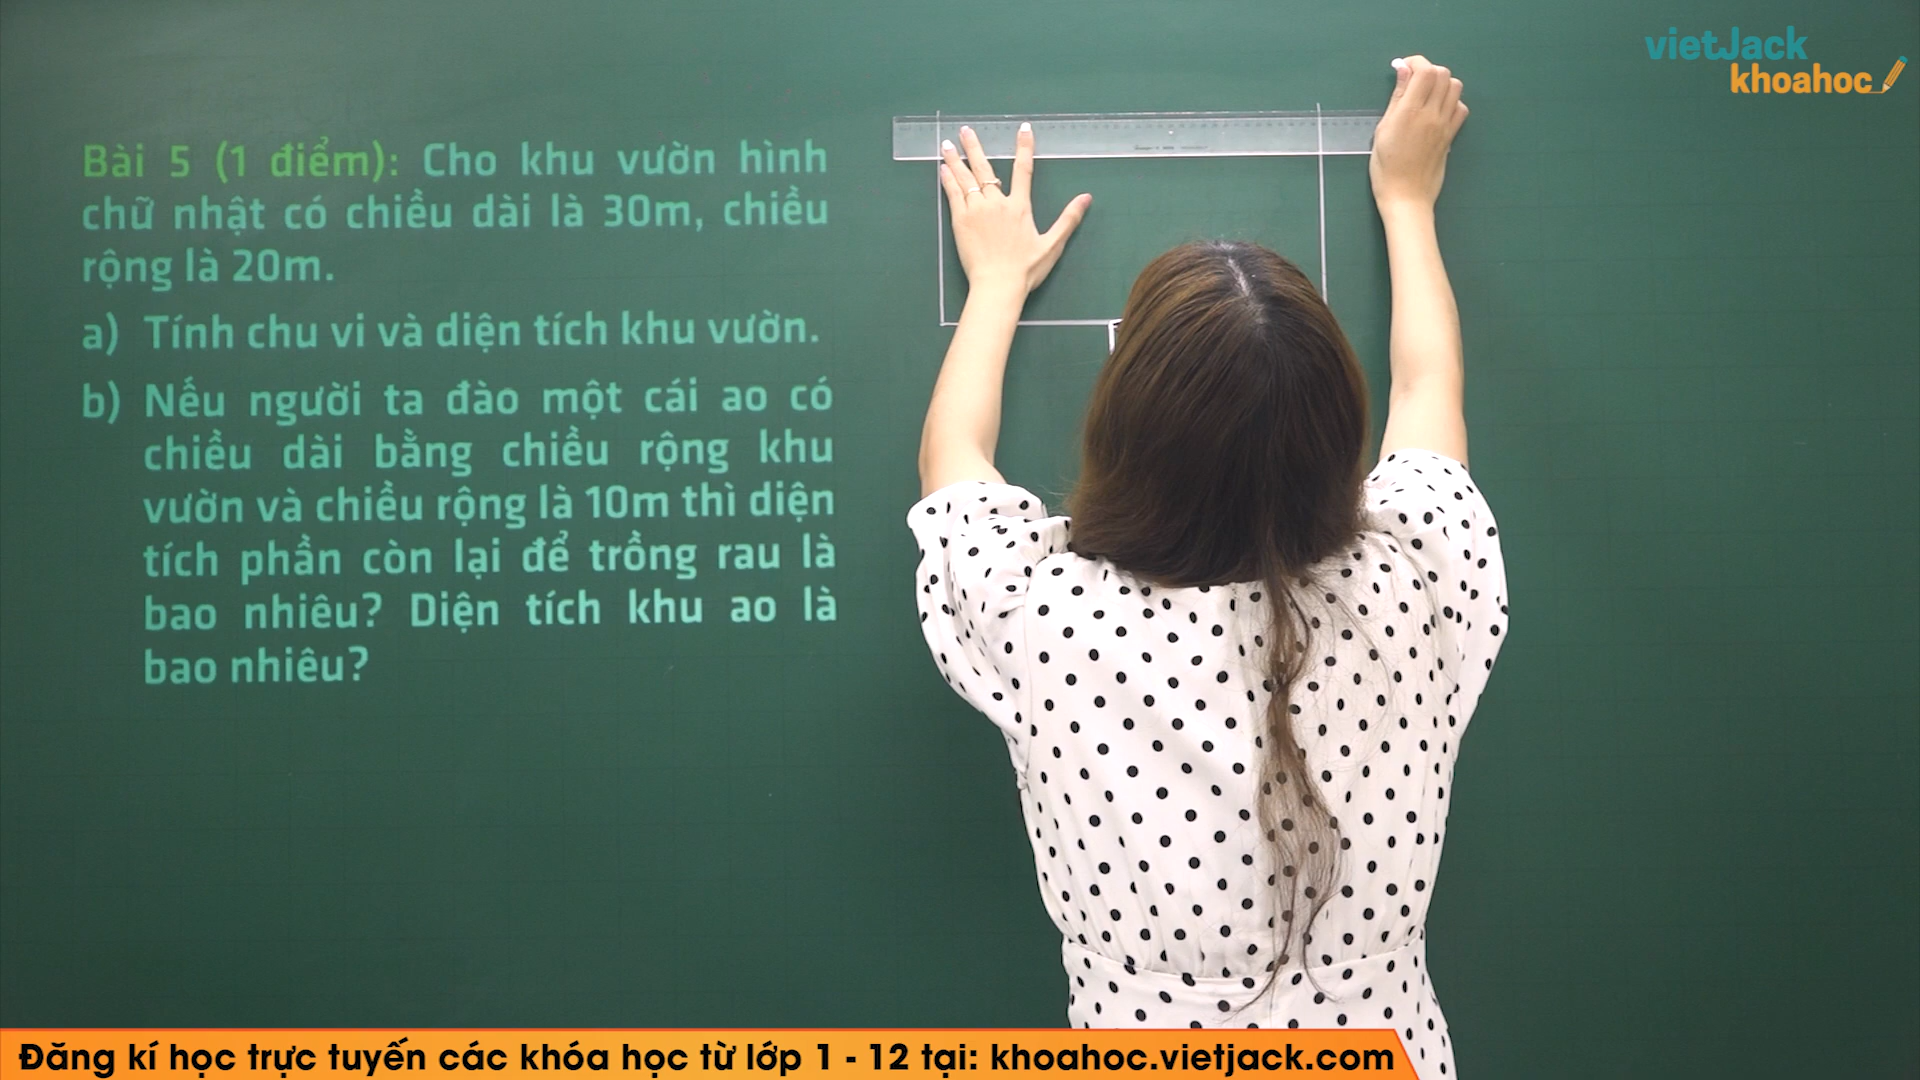 vietJack
khoahoc
Bài 5 (1 điểm): Cho khu vườn hình
chữ nhật có chiều dài là 30m, chiều
rộng là 20m.
a) Tính chu vi và diện tích khu vườn.
b) Nếu người ta đào một cái ao có
chiều dài bằng chiều rộng khu
vườn và chiều rộng là 10m thì diện
tích phần còn lại để trồng rau là
bao nhiêu? Diện tích khu ao là
bao nhiêu?
Đăng kí học trực tuyến các khóa học từ lớp 1 - 12 tại: khoahoc.vietjack.com